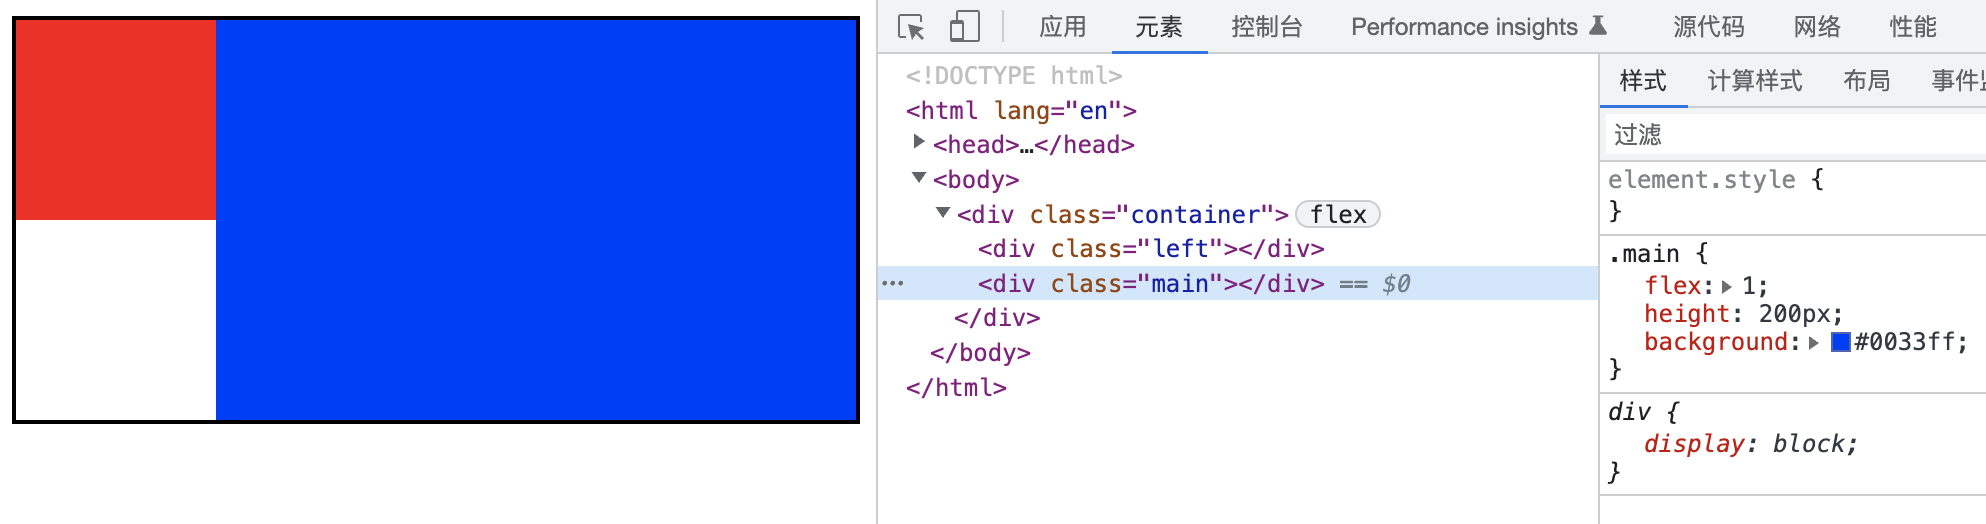 应用 元素 控制台 Performance insights 源代码 网络 性能
<!DOCTYPE html>
<html lang="en">
<head>…</head>
<body>
<div class="container"> flex
<div class="left"></div>
<div class="main"></div> == $0
</div>
</body>
</html>
样式 计算样式 布局 事件
过滤
element.style {
}
.main {
flex: 1;
height: 200px;
background: #0033ff;
}
div {
display: block;
}